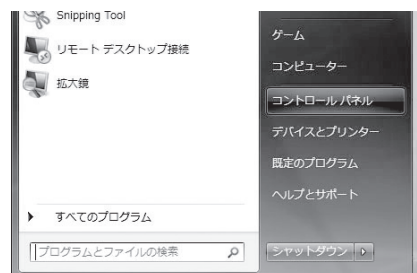 Snipping Tool
リモート デスクトップ接続
拡大鏡
すべてのプログラム
プログラムとファイルの検索
ゲーム
コンピューター
コントロール パネル
デバイスとプリンター
既定のプログラム
ヘルプとサポート
シャットダウン